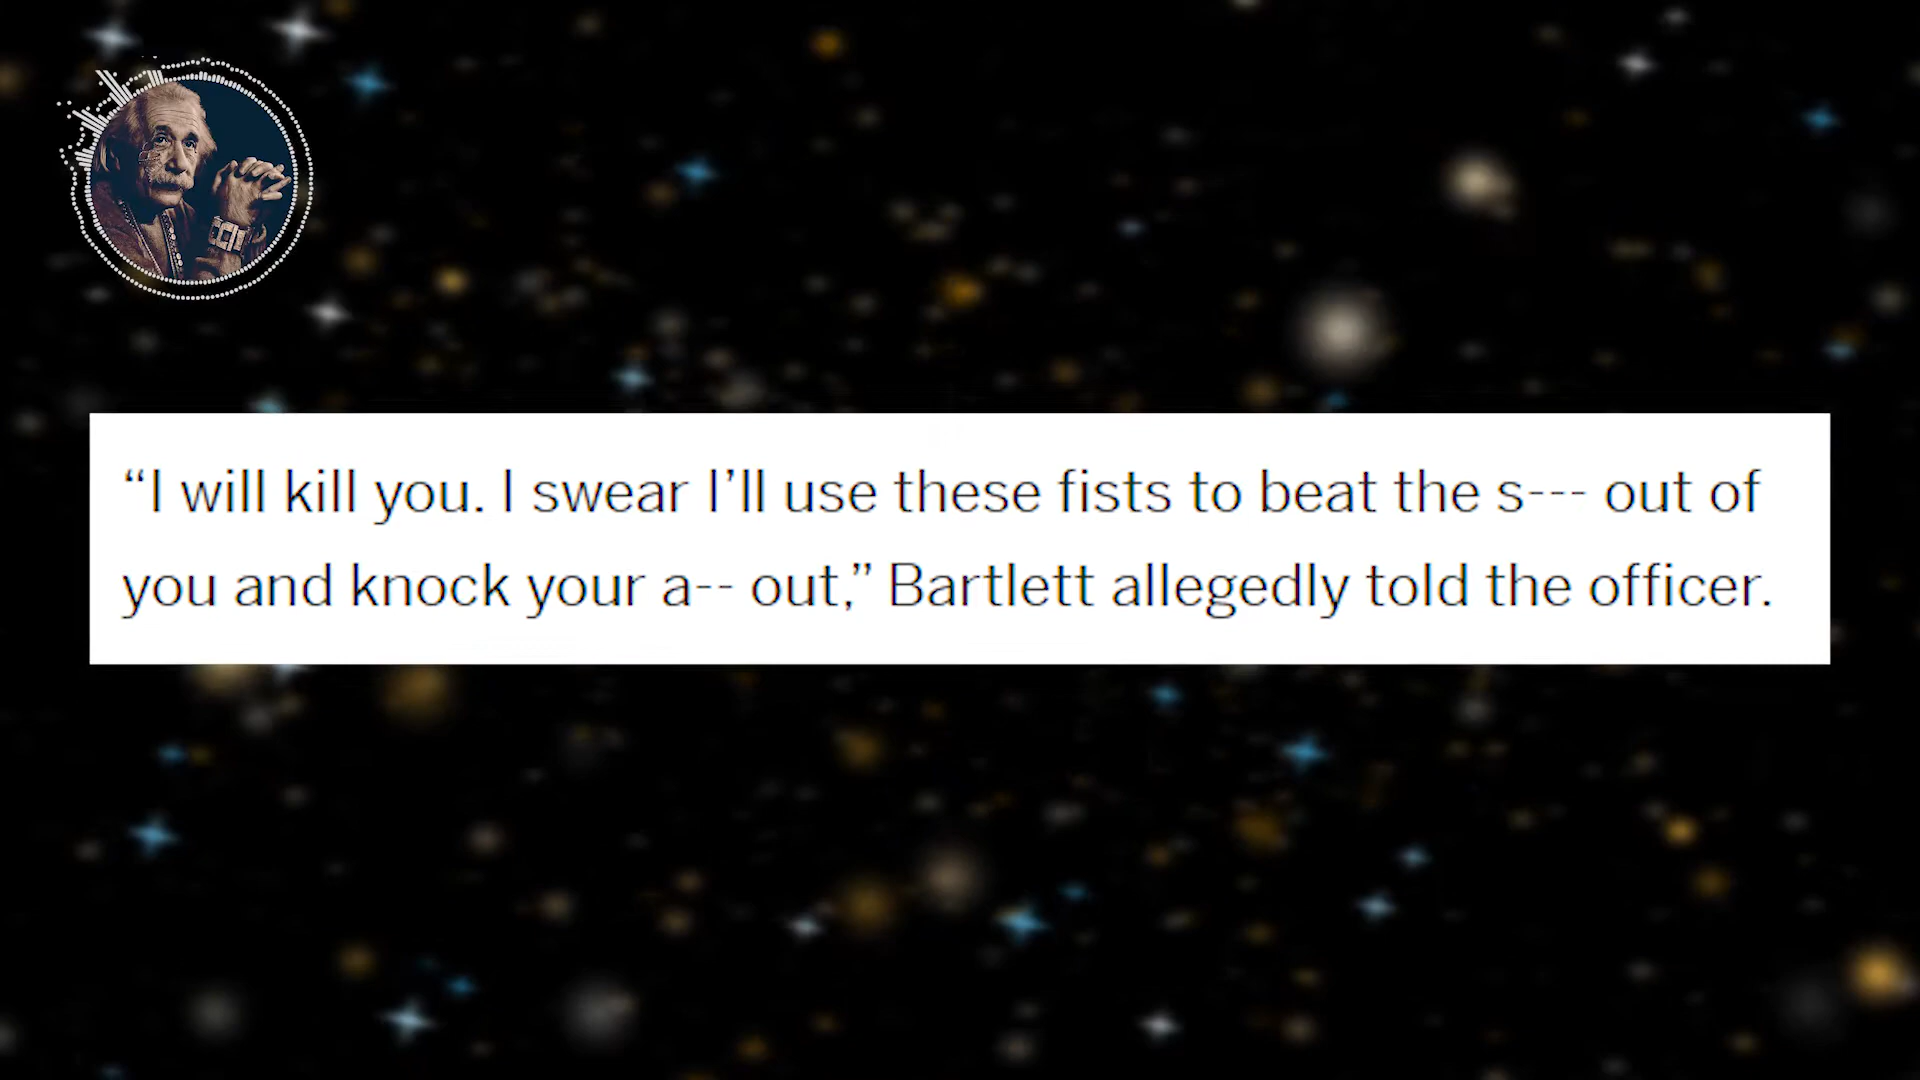 “I will kill you. I swear I’ll use these fists to beat the s--- out of
you and knock your a-- out,” Bartlett allegedly told the officer.